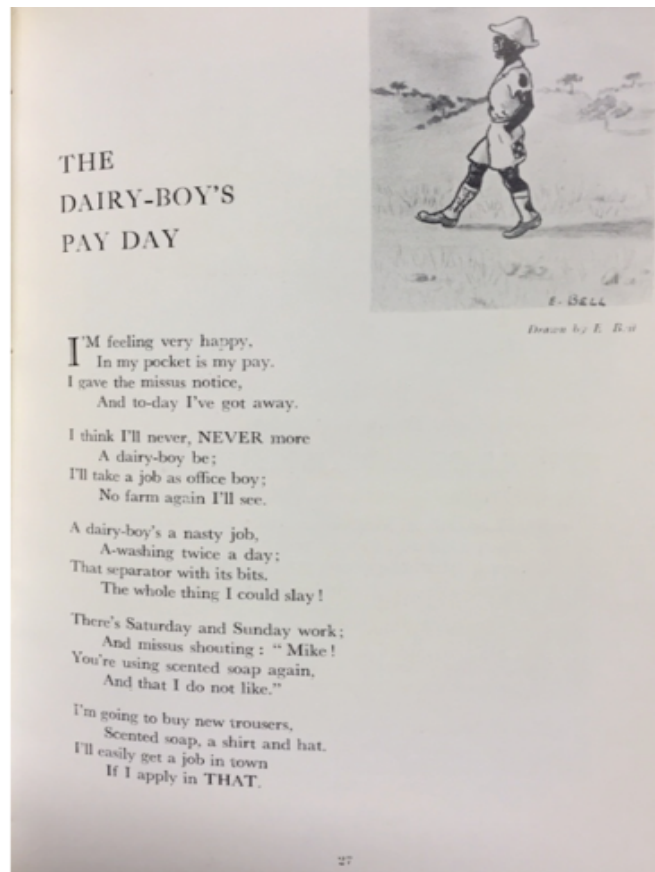 THE
DAIRY-BOY'S
PAY DAY
E. BELL
Drawn by E. Bell
I'M feeling very happy,
In my pocket is my pay.
I gave the missus notice,
And to-day I've got away.
I think I'll never, NEVER more
A dairy-boy be;
I'll take a job as office boy;
No farm again I'll see.
A dairy-boy's a nasty job,
A-washing twice a day;
That separator with its bits.
The whole thing I could slay!
There's Saturday and Sunday work;
And missus shouting: “Mike!
You're using scented soap again,
And that I do not like.”
I'm going to buy new trousers,
Scented soap, a shirt and hat.
I'll easily get a job in town
If I apply in THAT.
27